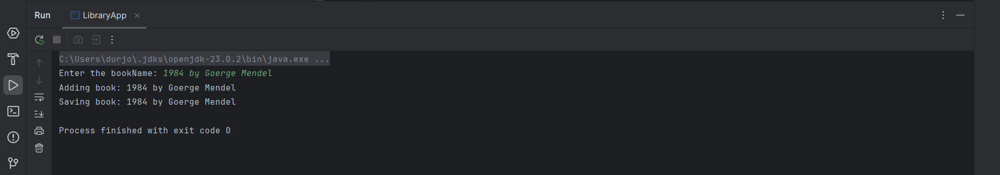 Run LibraryApp
C:\Users\durjo\.jdks\openjdk-23.0.2\bin\java.exe ...
Enter the bookName: 1984 by Goerge Mendel
Adding book: 1984 by Goerge Mendel
Saving book: 1984 by Goerge Mendel
Process finished with exit code 0